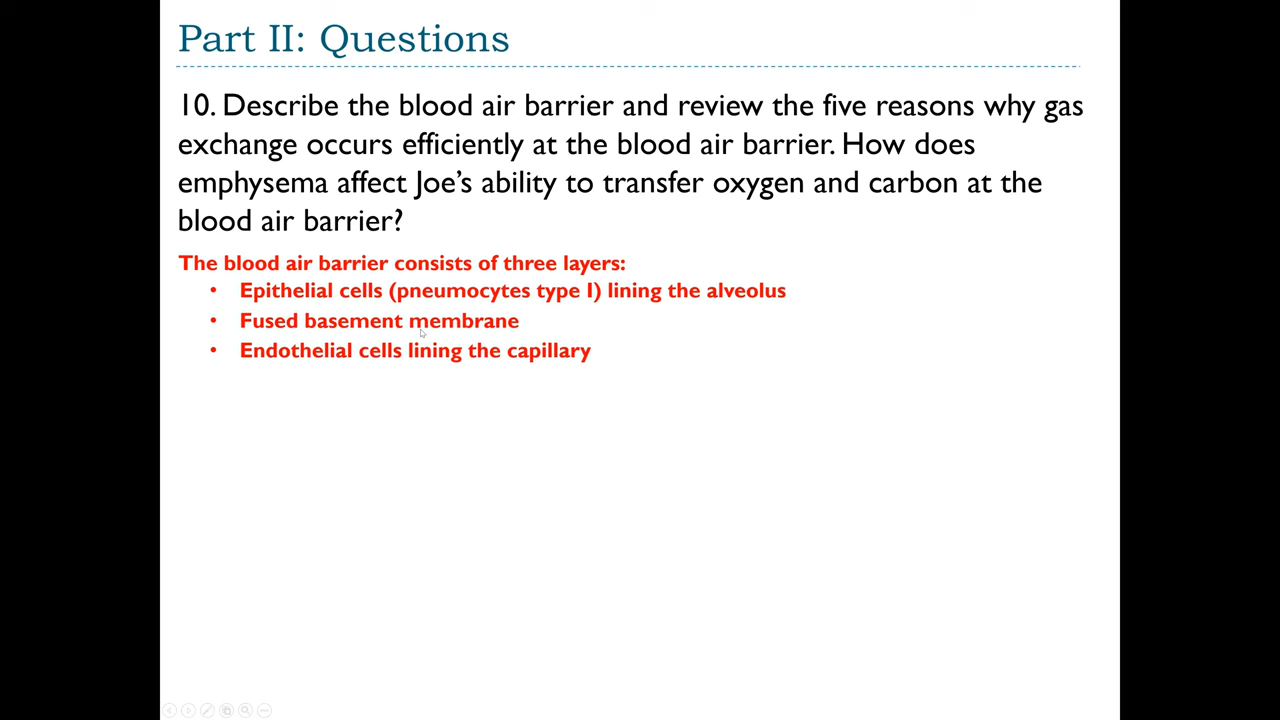 Part II: Questions
10. Describe the blood air barrier and review the five reasons why gas
exchange occurs efficiently at the blood air barrier. How does
emphysema affect Joe's ability to transfer oxygen and carbon at the
blood air barrier?
The blood air barrier consists of three layers:
• Epithelial cells (pneumocytes type I) lining the alveolus
• Fused basement membrane
• Endothelial cells lining the capillary